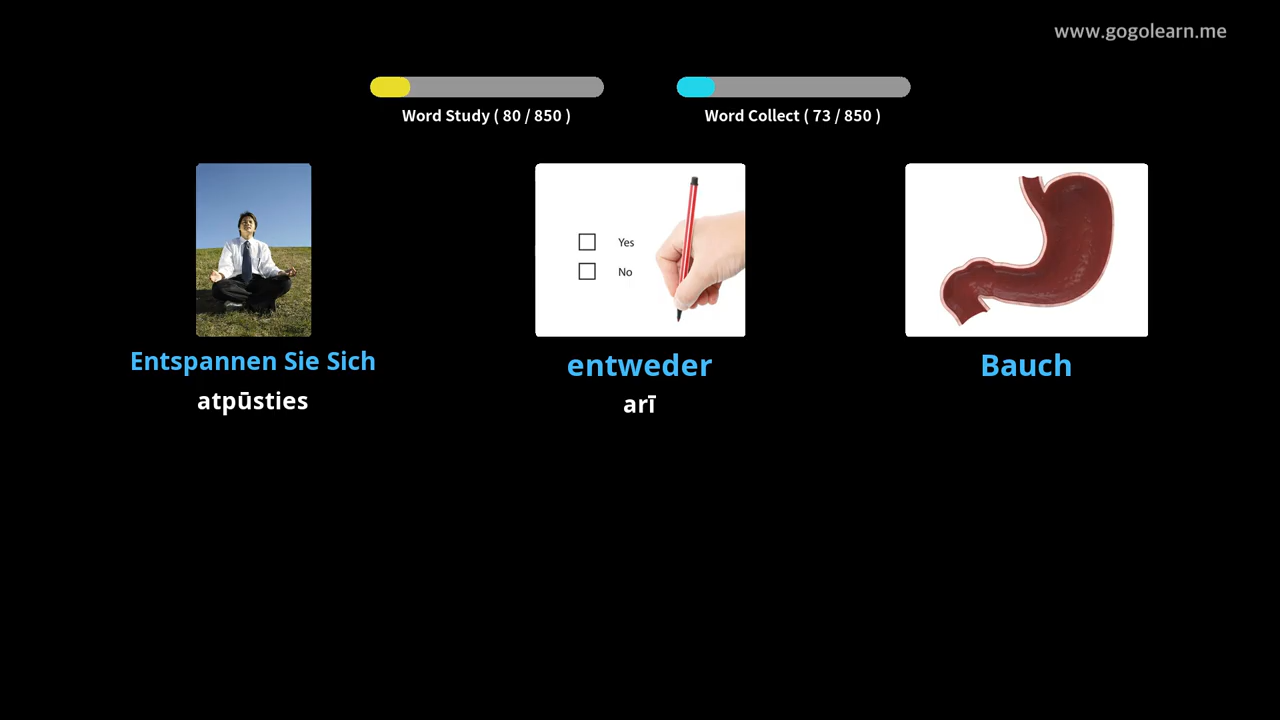 www.gogolearn.me
Word Study ( 80 / 850 )
Word Collect ( 73 / 850 )
Yes
No
Entspannen Sie Sich
entweder
Bauch
atpūsties
arī